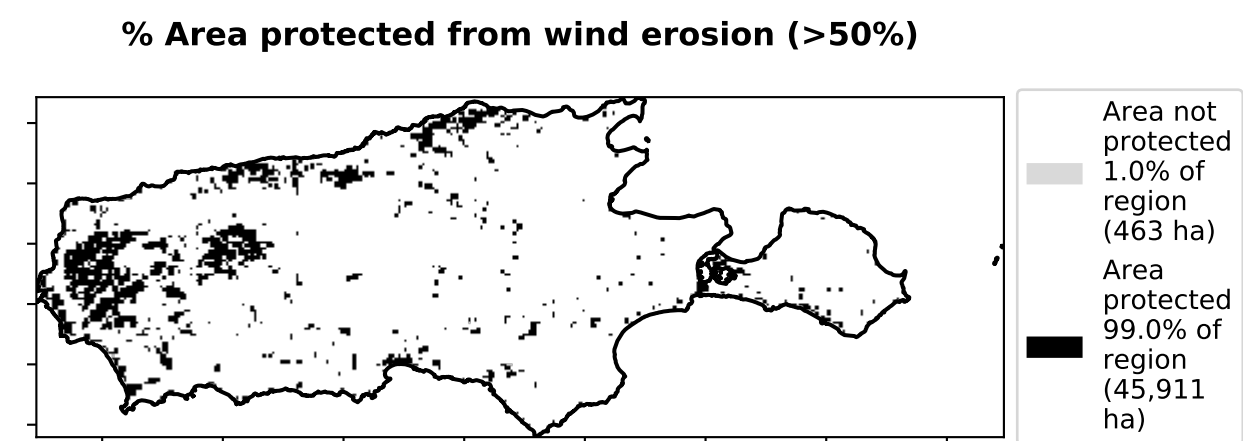 % Area protected from wind erosion (>50%)
Area not
protected
1.0% of
region
(463 ha)
Area
protected
99.0% of
region
(45,911
ha)